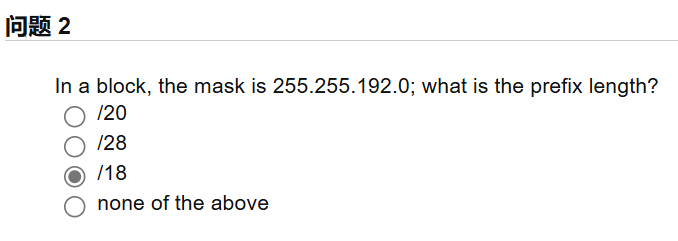 问题 2
In a block, the mask is 255.255.192.0; what is the prefix length?
/20
/28
/18
none of the above